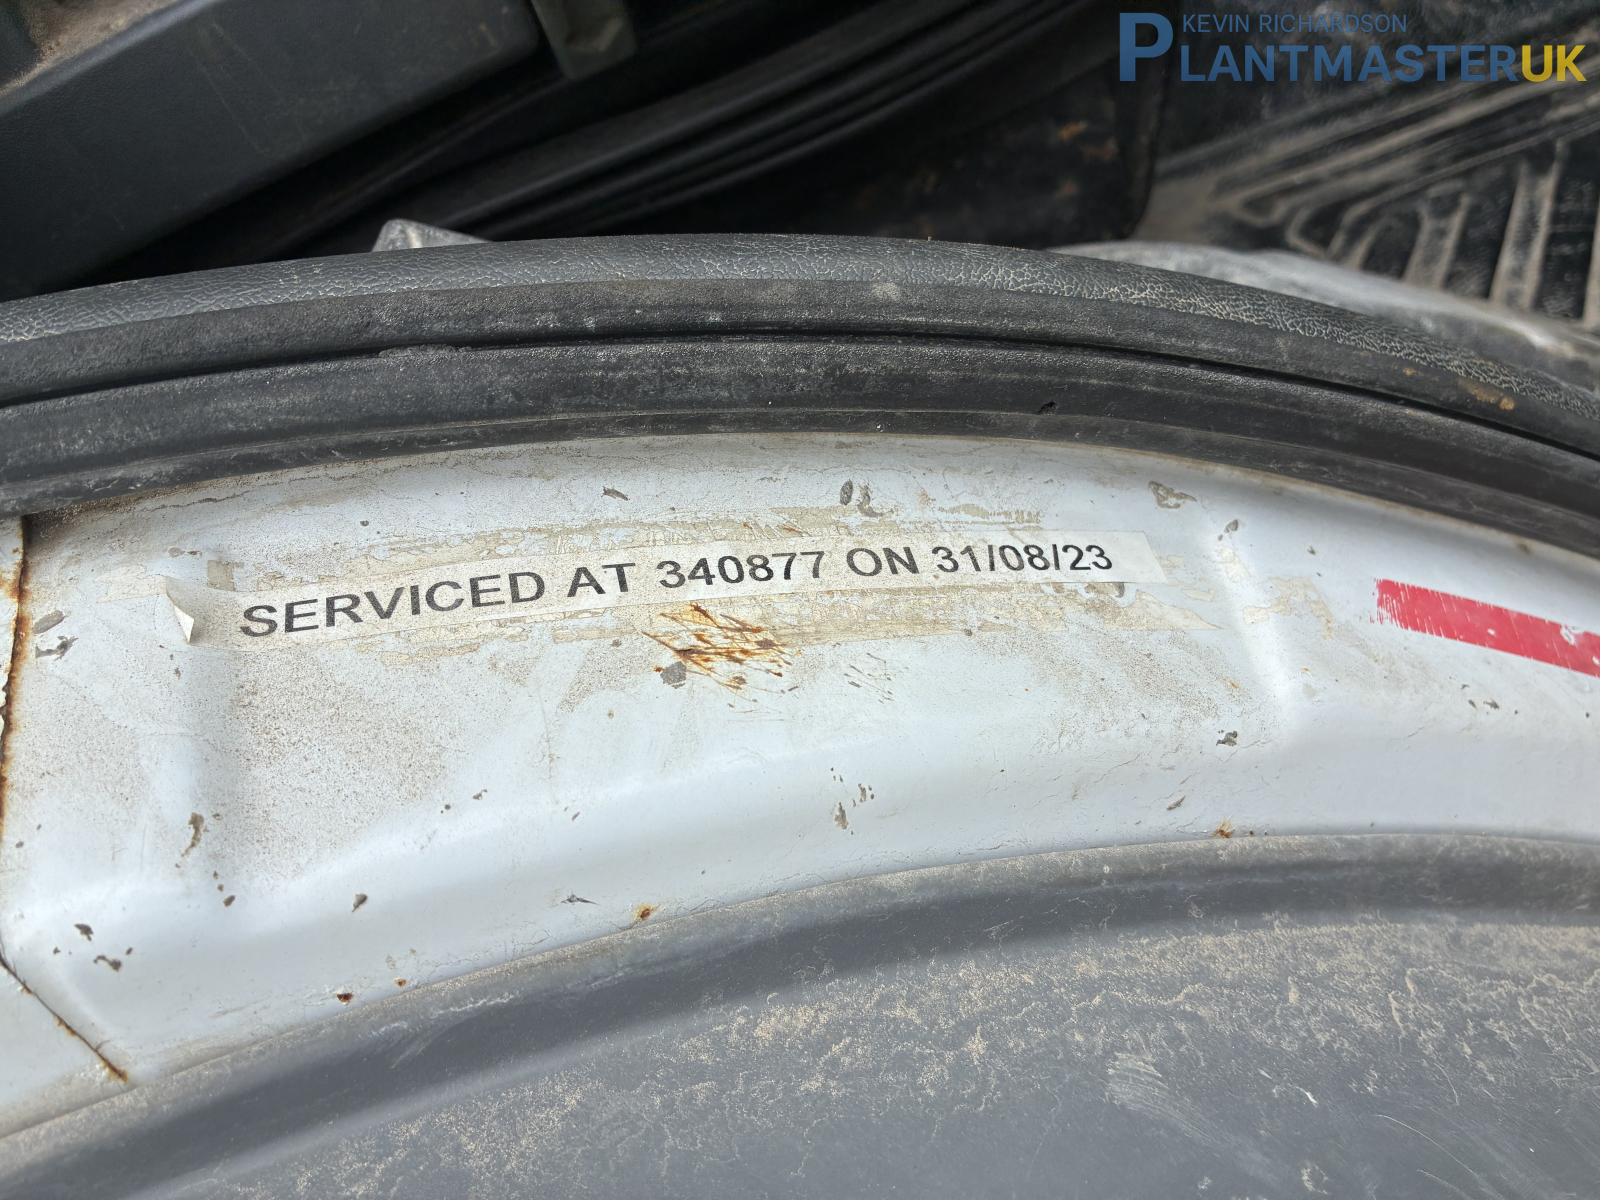 KEVIN RICHARDSON
PLANTMASTERUK
SERVICED AT 340877 ON 31/08/23